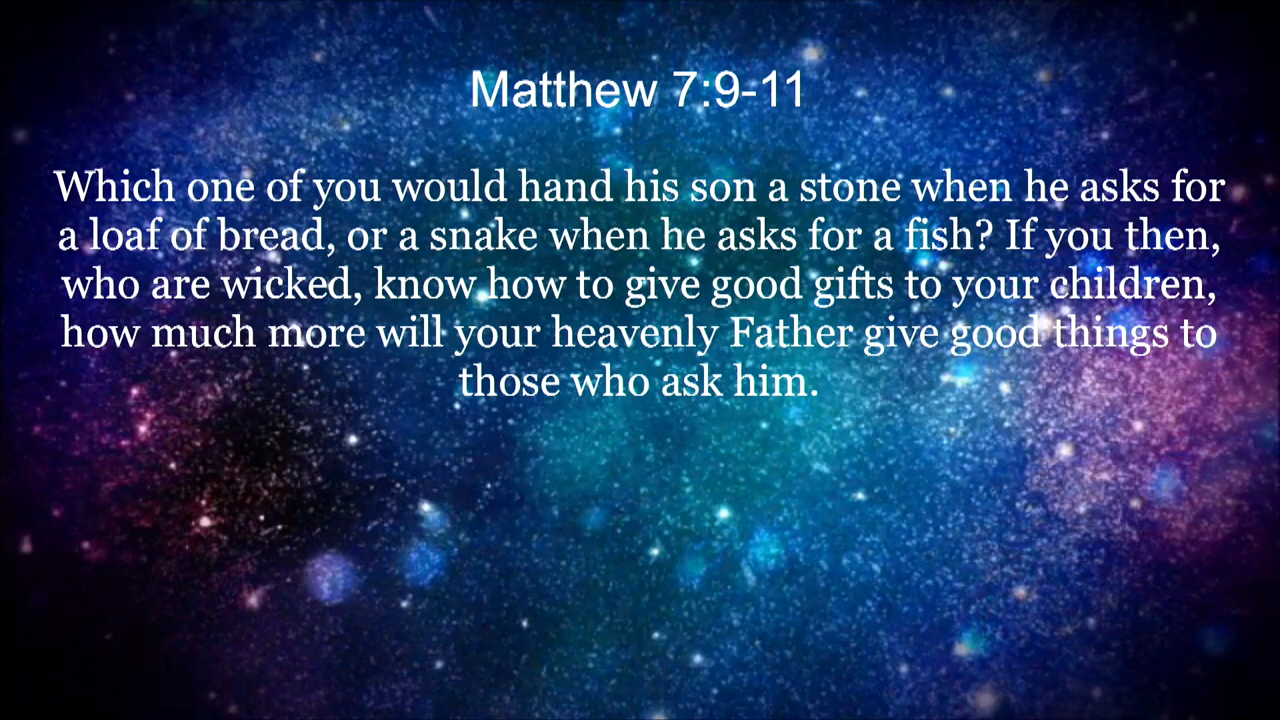 Matthew 7:9-11
Which one of you would hand his son a stone when he asks for
a loaf of bread, or a snake when he asks for a fish? If you then,
who are wicked, know how to give good gifts to your children,
how much more will your heavenly Father give good things to
those who ask him.